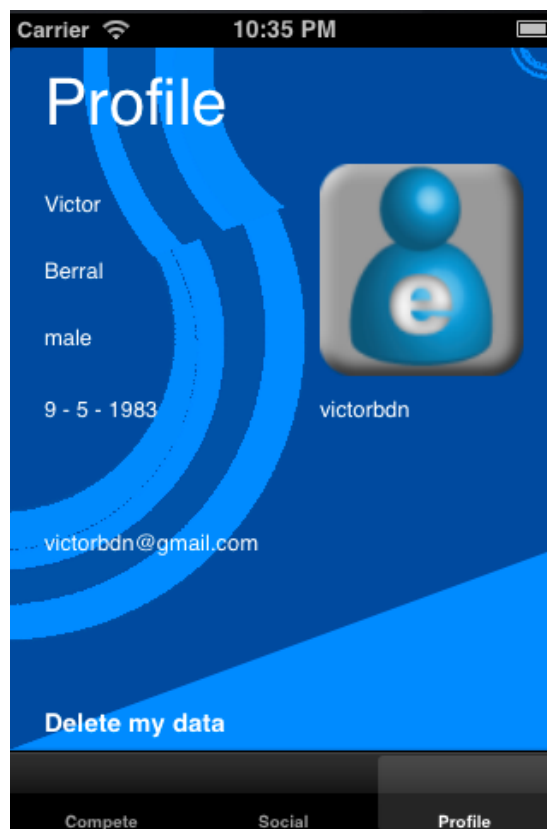 Carrier 10:35 PM
Profile
Victor
Berral
male
9 - 5 - 1983
victorbdn
e
victorbdn@gmail.com
Delete my data
Compete Social Profile